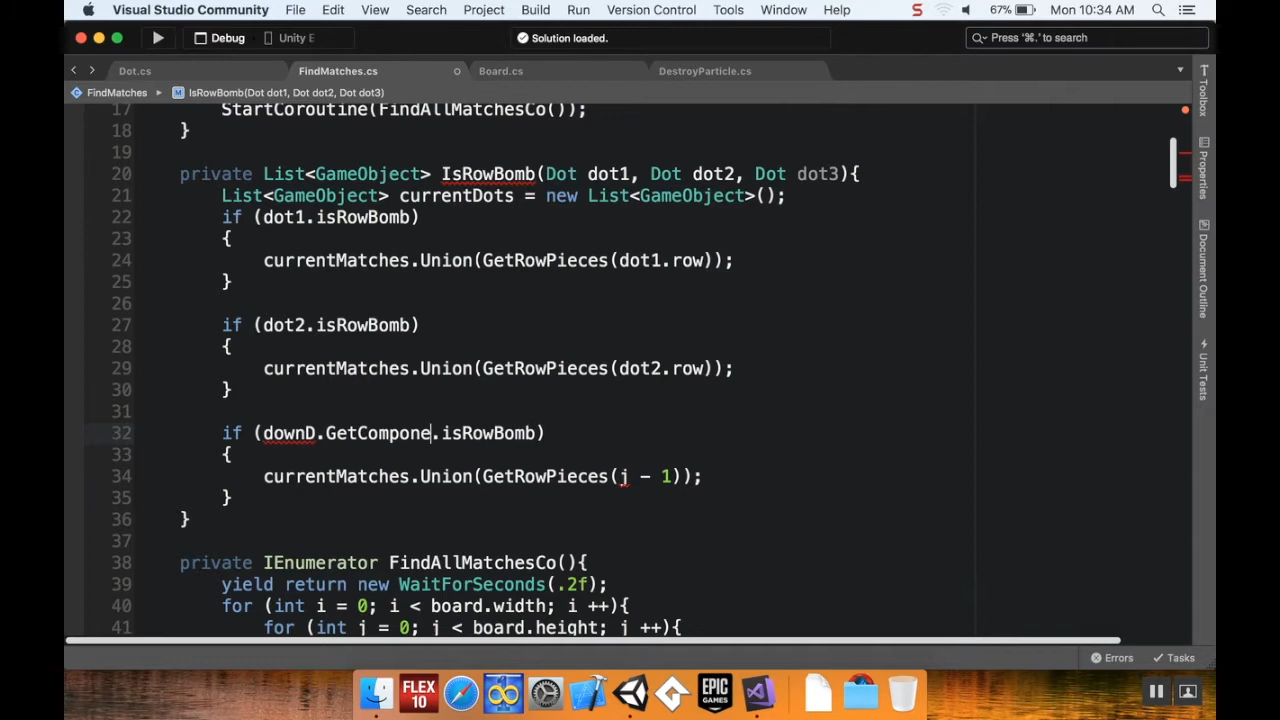 Visual Studio Community File Edit View Search Project Build Run Version Control Tools Window Help S 67% Mon 10:34 AM
Debug Unity E Solution loaded. Press '⌘.' to search
Dot.cs FindMatches.cs Board.cs DestroyParticle.cs
FindMatches IsRowBomb(Dot dot1, Dot dot2, Dot dot3)
17 StartCoroutine(FindAllMatchesCo());
18 }
19
20 private List<GameObject> IsRowBomb(Dot dot1, Dot dot2, Dot dot3){
21 List<GameObject> currentDots = new List<GameObject>();
22 if (dot1.isRowBomb)
23 {
24 currentMatches.Union(GetRowPieces(dot1.row));
25 }
26
27 if (dot2.isRowBomb)
28 {
29 currentMatches.Union(GetRowPieces(dot2.row));
30 }
31
32 if (downD.GetCompone.isRowBomb)
33 {
34 currentMatches.Union(GetRowPieces(j - 1));
35 }
36 }
37
38 private IEnumerator FindAllMatchesCo(){
39 yield return new WaitForSeconds(.2f);
40 for (int i = 0; i < board.width; i ++){
41 for (int j = 0; j < board.height; j ++){
Toolbox
Properties
Document Outline
Unit Tests
Errors Tasks
FLEX
10
EPIC
GAMES